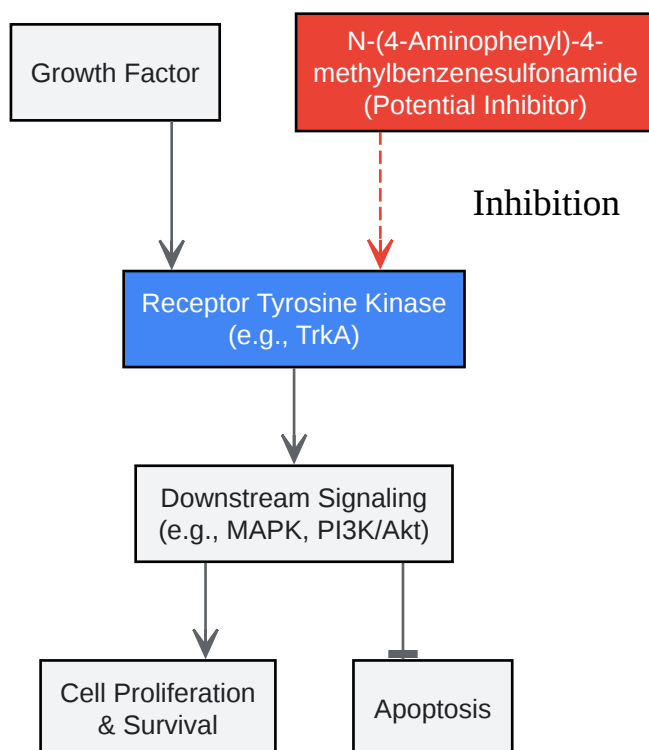 Growth Factor
N-(4-Aminophenyl)-4-
methylbenzenesulfonamide
(Potential Inhibitor)
Inhibition
Receptor Tyrosine Kinase
(e.g., TrkA)
Downstream Signaling
(e.g., MAPK, PI3K/Akt)
Cell Proliferation
& Survival
Apoptosis